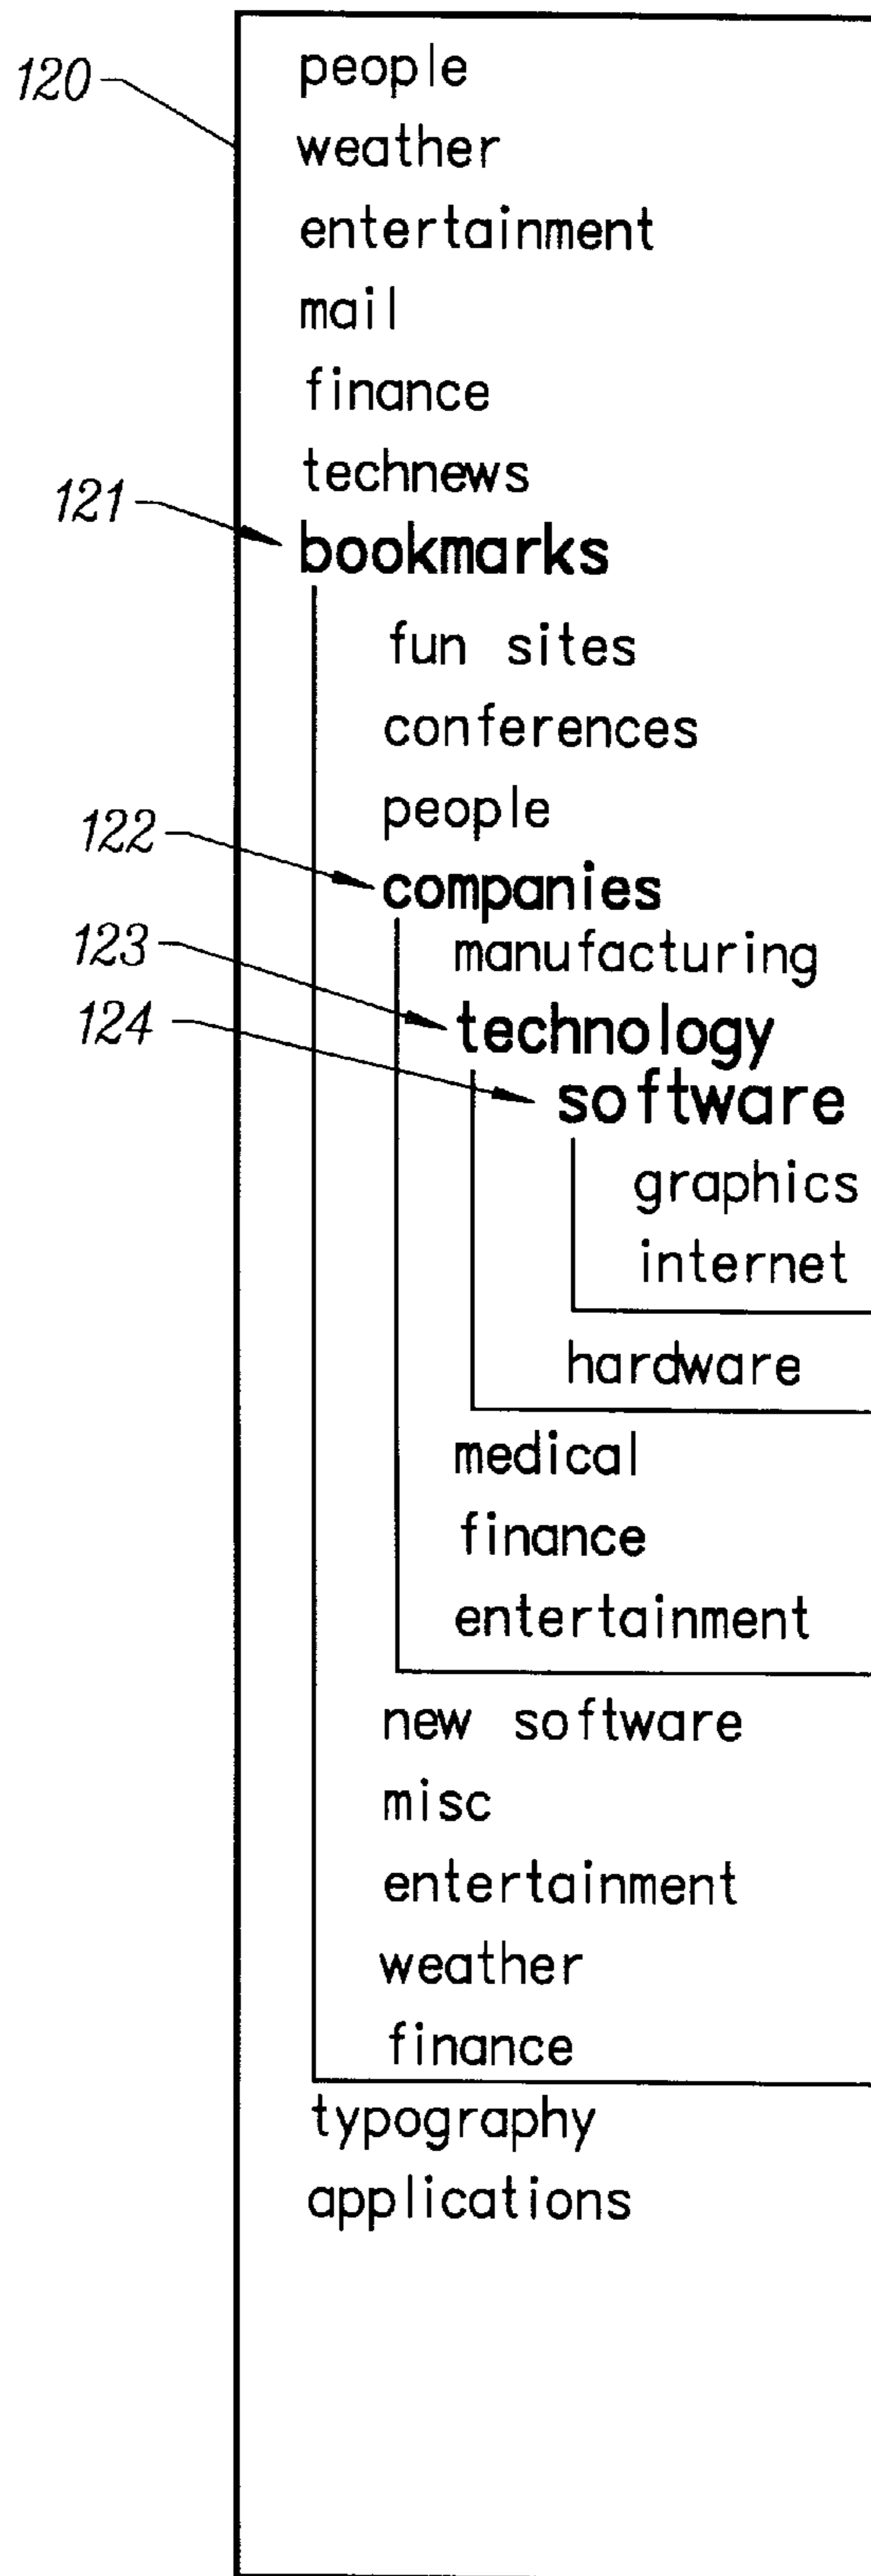 people
120
weather
entertainment
mail
finance
technews
121
bookmarks
fun sites
conferences
people
122
companies
123
manufacturing
124
technology
software
graphics
internet
hardware
medical
finance
entertainment
new software
misc
entertainment
weather
finance
typography
applications